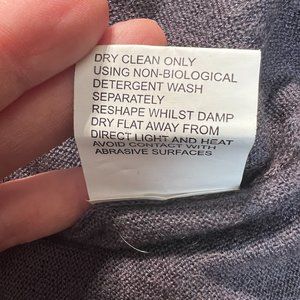 DRY CLEAN ONLY
USING NON-BIOLOGICAL
DETERGENT WASH
SEPARATELY
RESHAPE WHILST DAMP
DRY FLAT AWAY FROM
DIRECT LIGHT AND HEAT
AVOID CONTACT WITH
ABRASIVE SURFACES